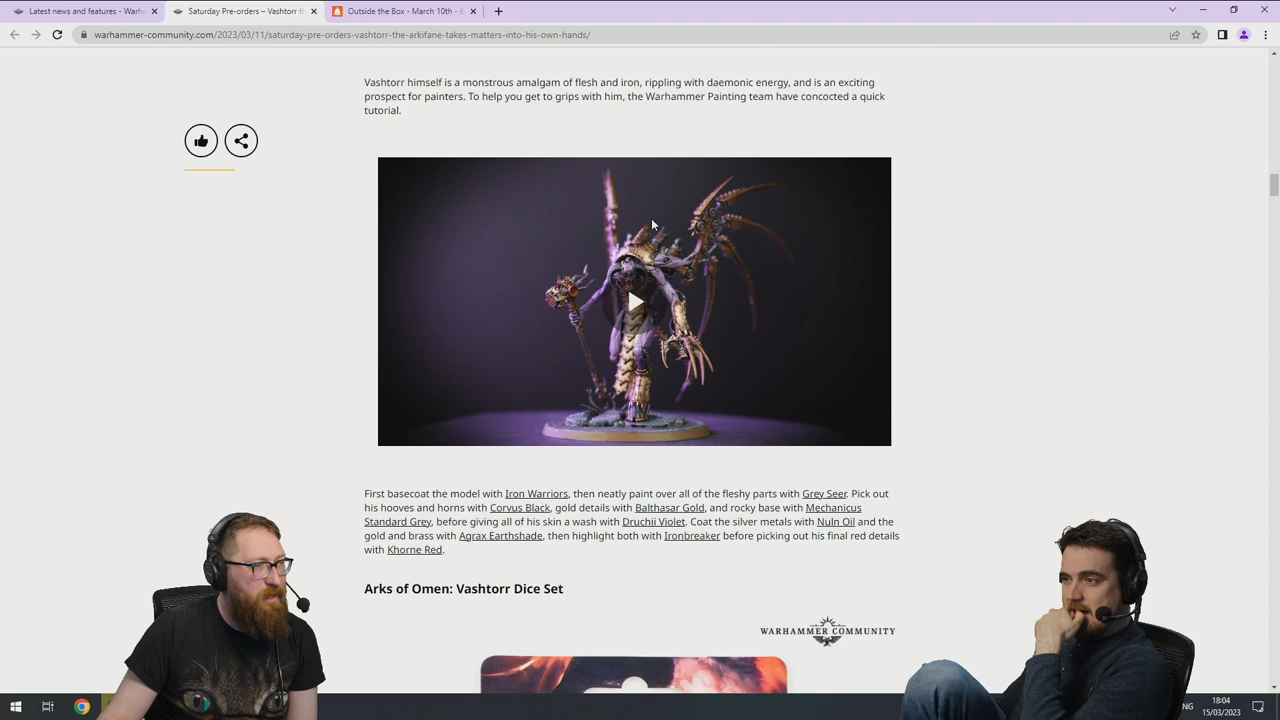 Latest news and features - Warh
Saturday Pre-orders – Vashtorr t
Outside the Box - March 10th -
warhammer-community.com/2023/03/11/saturday-pre-orders-vashtorr-the-arkifane-takes-matters-into-his-own-hands/
Vashtorr himself is a monstrous amalgam of flesh and iron, rippling with daemonic energy, and is an exciting
prospect for painters. To help you get to grips with him, the Warhammer Painting team have concocted a quick
tutorial.
First basecoat the model with Iron Warriors, then neatly paint over all of the fleshy parts with Grey Seer. Pick out
his hooves and horns with Corvus Black, gold details with Balthasar Gold, and rocky base with Mechanicus
Standard Grey, before giving all of his skin a wash with Druchii Violet. Coat the silver metals with Nuln Oil and the
gold and brass with Agrax Earthshade, then highlight both with Ironbreaker before picking out his final red details
with Khorne Red.
Arks of Omen: Vashtorr Dice Set
WARHAMMER COMMUNITY
NG
18:04
15/03/2023